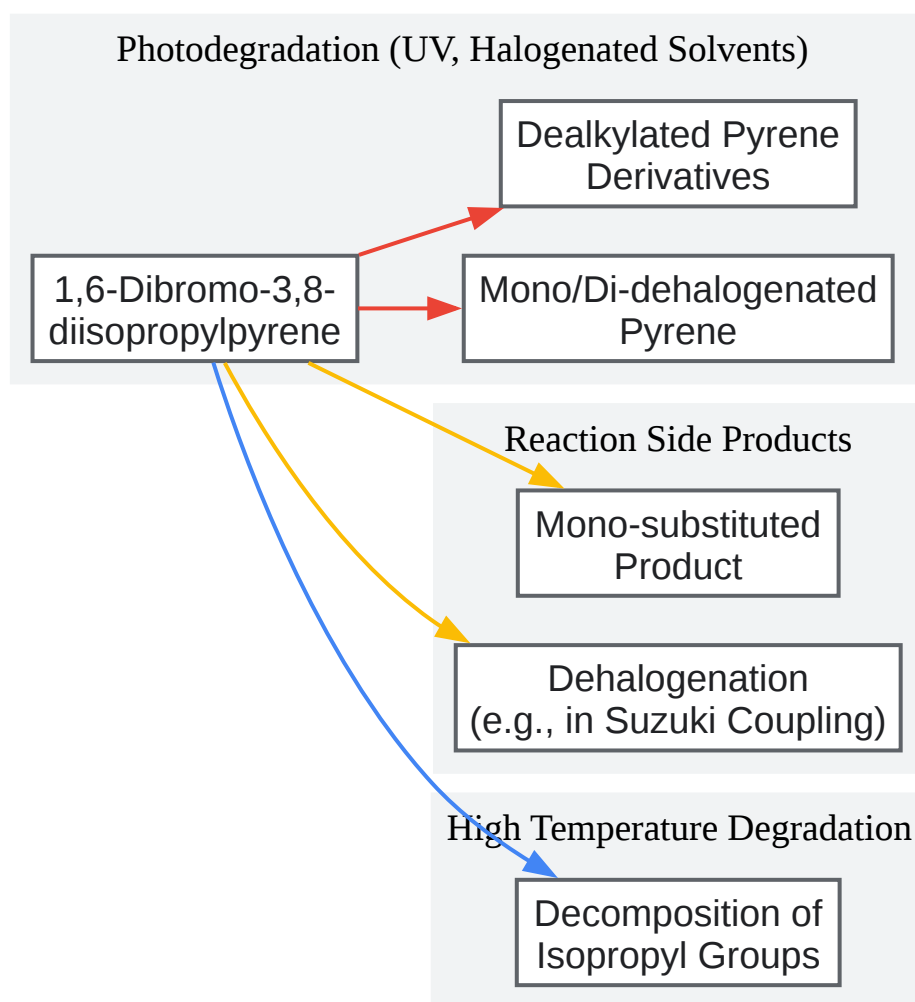 Photodegradation (UV, Halogenated Solvents)
Dealkylated Pyrene
Derivatives
1,6-Dibromo-3,8-
diisopropylpyrene
Mono/Di-dehalogenated
Pyrene
Reaction Side Products
Mono-substituted
Product
Dehalogenation
(e.g., in Suzuki Coupling)
High Temperature Degradation
Decomposition of
Isopropyl Groups